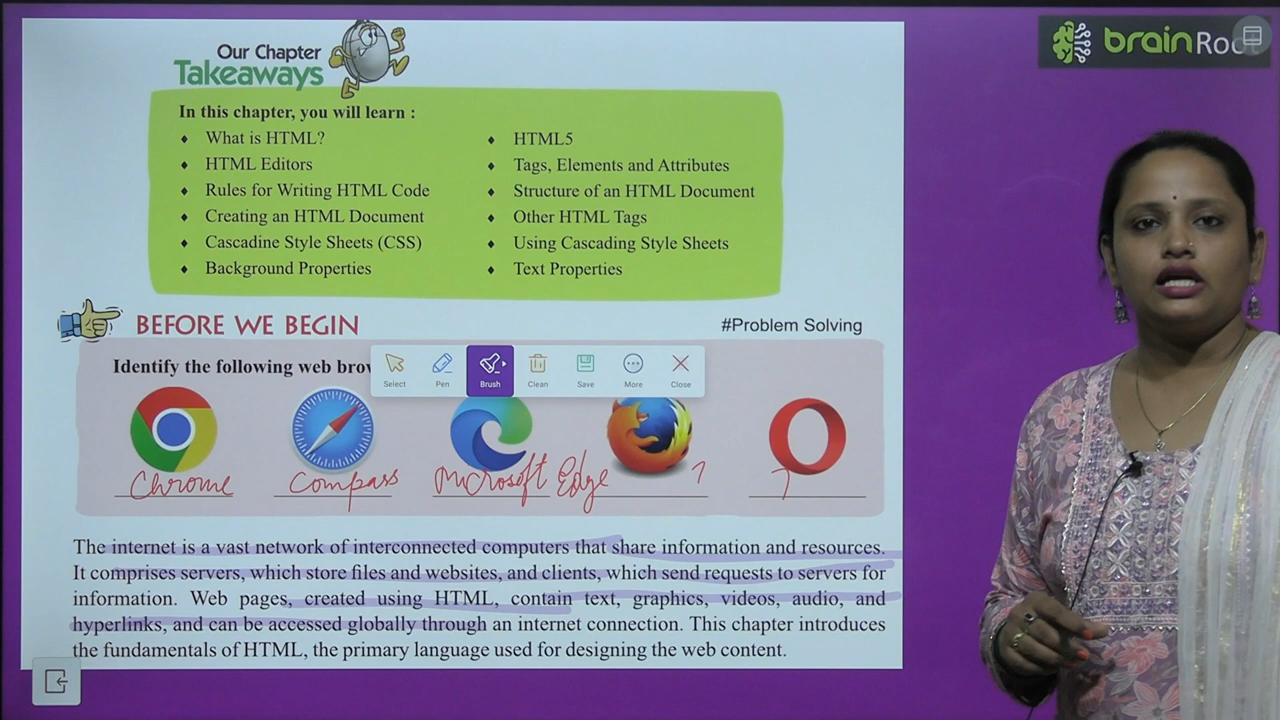 Our Chapter
Takeaways
brainRo
In this chapter, you will learn :
♦ What is HTML?
♦ HTML Editors
♦ Rules for Writing HTML Code
♦ Creating an HTML Document
♦ Cascadine Style Sheets (CSS)
♦ Background Properties
♦ HTML5
♦ Tags, Elements and Attributes
♦ Structure of an HTML Document
♦ Other HTML Tags
♦ Using Cascading Style Sheets
♦ Text Properties
BEFORE WE BEGIN
#Problem Solving
Identify the following web brow
Select Pen Brush Clean Save More Close
Chrome Compass Microsoft Edge ? ?
The internet is a vast network of interconnected computers that share information and resources.
It comprises servers, which store files and websites, and clients, which send requests to servers for
information. Web pages, created using HTML, contain text, graphics, videos, audio, and
hyperlinks, and can be accessed globally through an internet connection. This chapter introduces
the fundamentals of HTML, the primary language used for designing the web content.